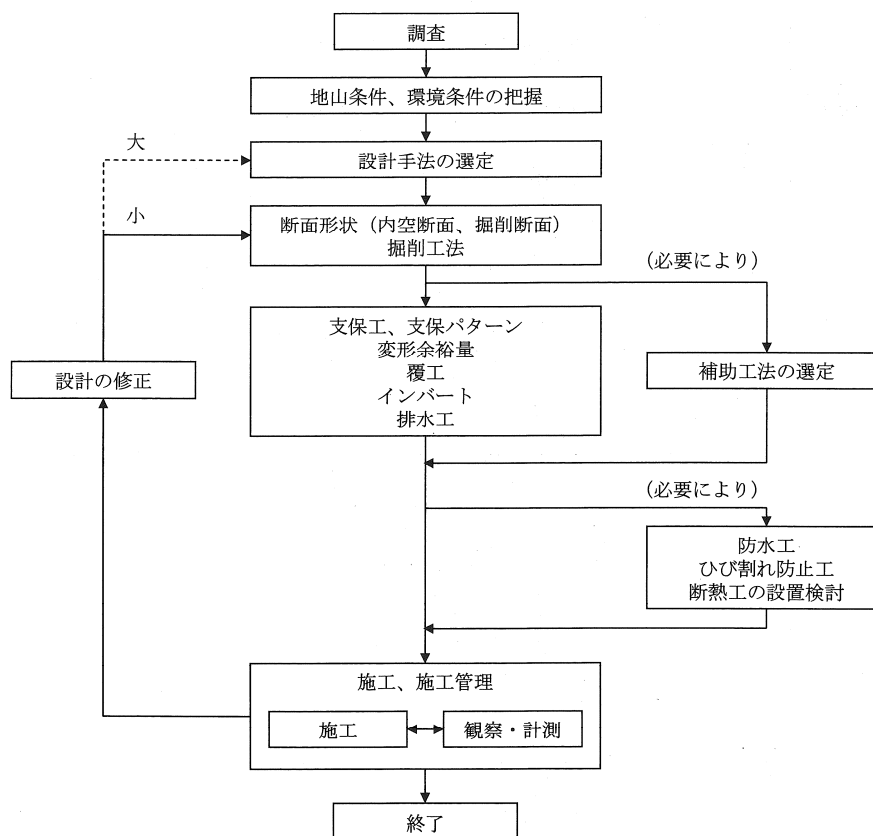 調査
地山条件、環境条件の把握
大
設計手法の選定
小
断面形状（内空断面、掘削断面）
掘削工法
（必要により）
支保工、支保パターン
変形余裕量
覆工
インバート
排水工
設計の修正
補助工法の選定
（必要により）
防水工
ひび割れ防止工
断熱工の設置検討
施工、施工管理
施工
観察・計測
終了